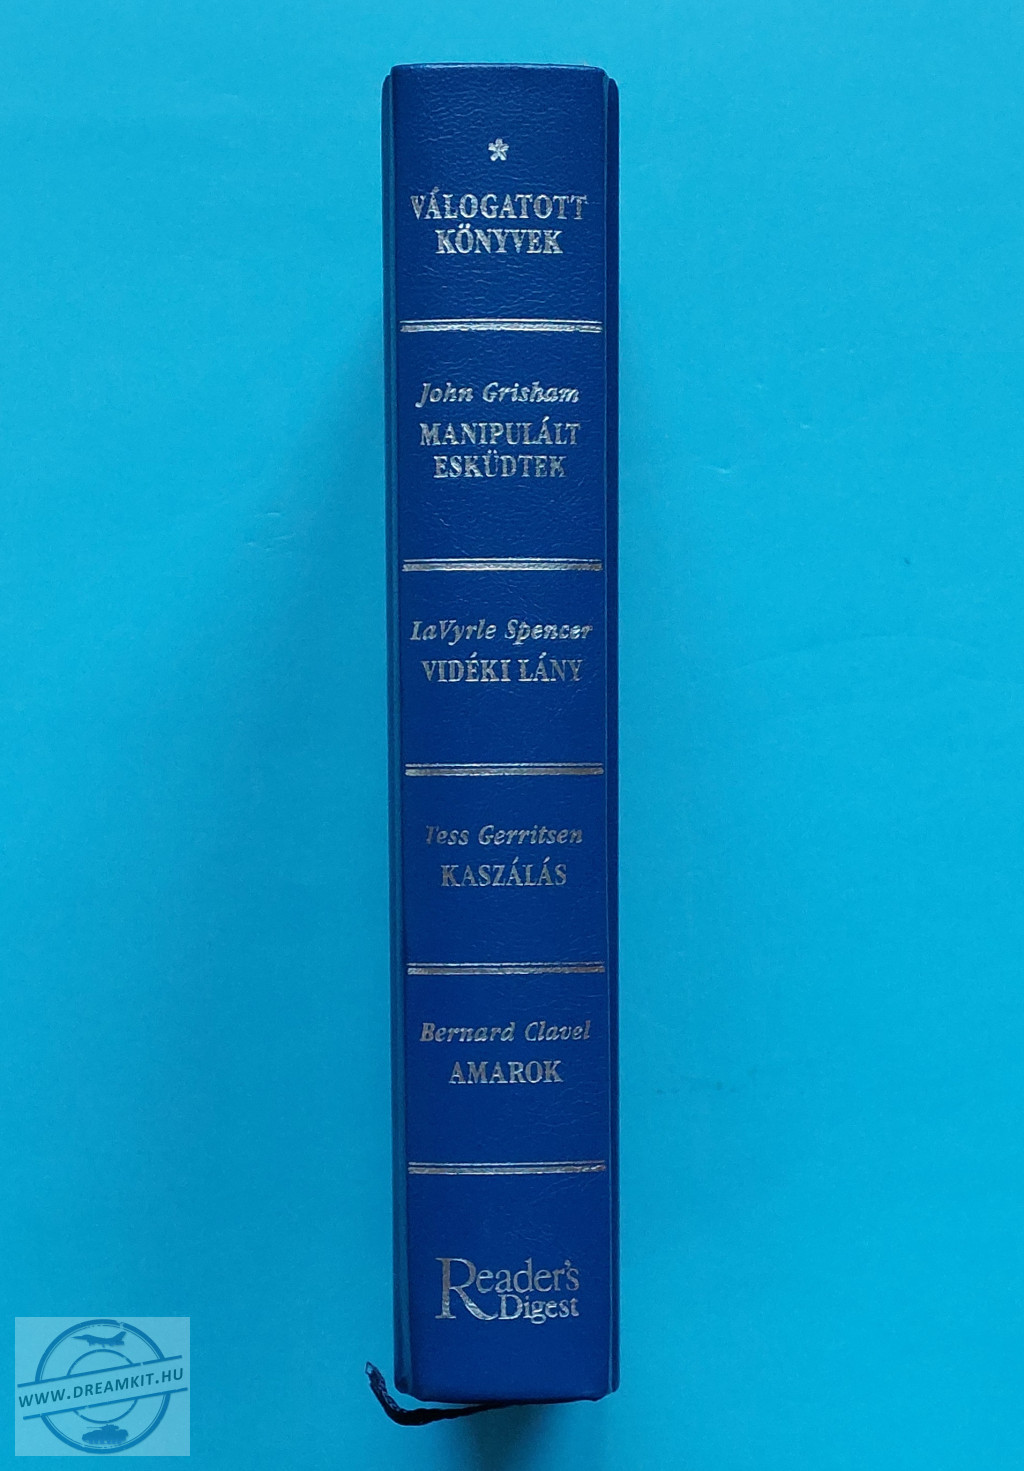 VÁLOGATOTT
KÖNYVEK
John Grisham
MANIPULÁLT
ESKÜDTEK
LaVyrle Spencer
VIDÉKI LÁNY
Tess Gerritsen
KASZÁLÁS
Bernard Clavel
AMAROK
Reader's
Digest
WWW.DREAMKIT.HU